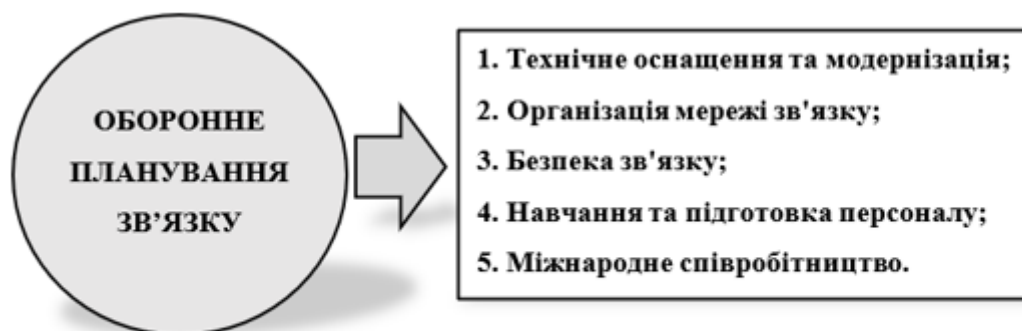 ОБОРОННЕ
ПЛАНУВАННЯ
ЗВ’ЯЗКУ
1. Технічне оснащення та модернізація;
2. Організація мережі зв'язку;
3. Безпека зв'язку;
4. Навчання та підготовка персоналу;
5. Міжнародне співробітництво.